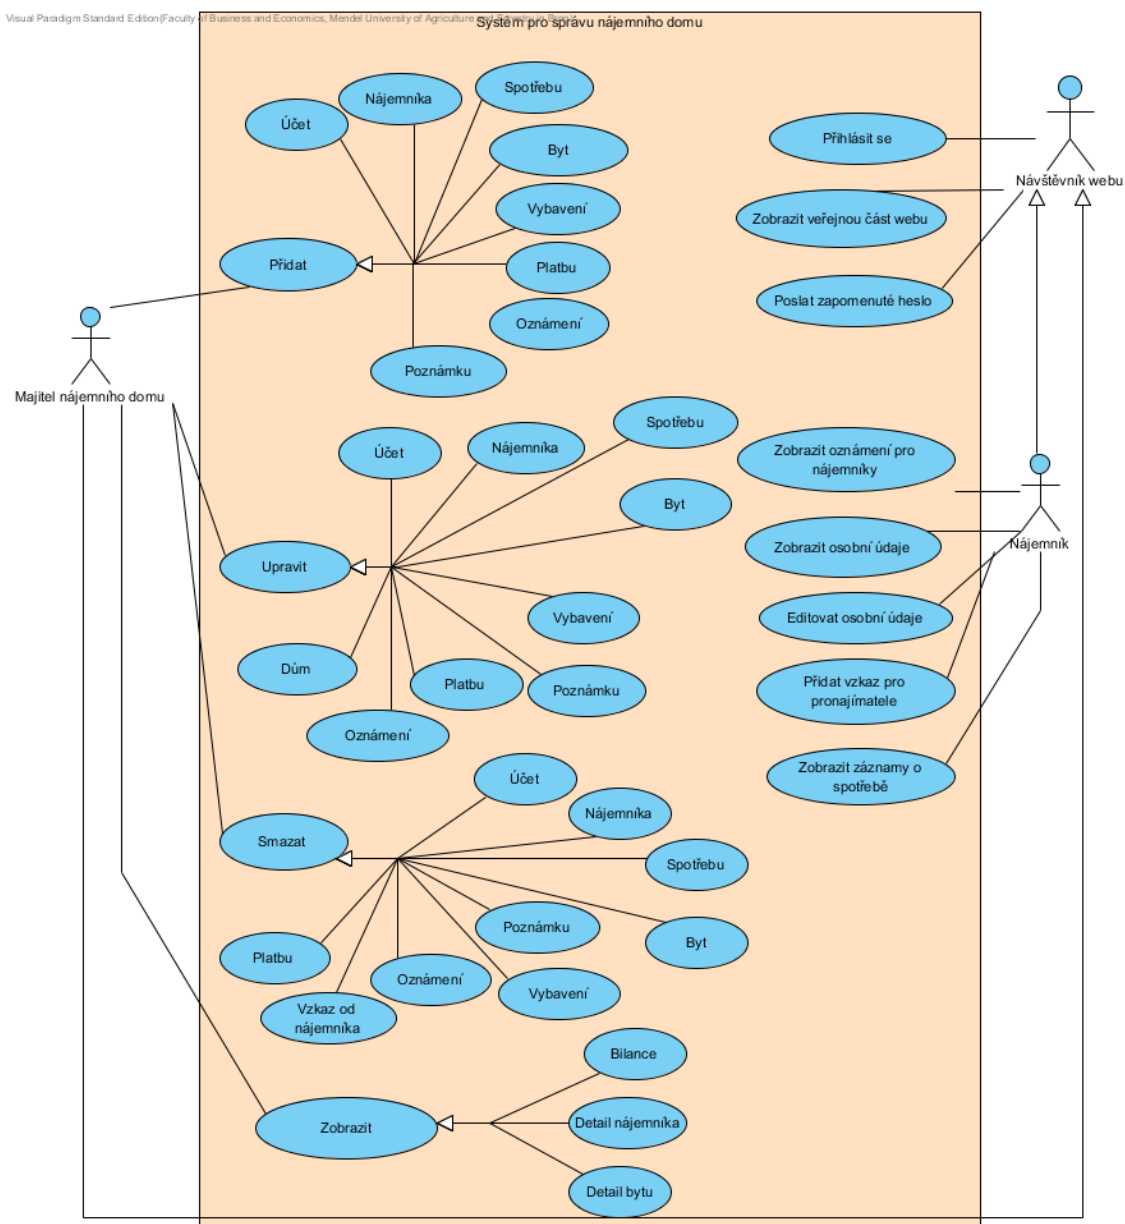 Visual Paradigm Standard Edition(Faculty of Business and Economics, Mendel University of Agriculture
Systém pro správu nájemního domu
Spotřebu
Nájemníka
Účet
Byt
Přihlásit se
Návštěvník webu
Vybavení
Zobrazit veřejnou část webu
Přidat
Platbu
Poslat zapomenuté heslo
Oznámení
Poznámku
Majitel nájemního domu
Spotřebu
Účet
Nájemníka
Zobrazit oznámení pro
nájemníky
Byt
Zobrazit osobní údaje
Nájemník
Upravit
Vybavení
Editovat osobní údaje
Dům
Platbu
Poznámku
Přidat vzkaz pro
pronajímatele
Oznámení
Účet
Zobrazit záznamy o
spotřebě
Nájemníka
Smazat
Spotřebu
Poznámku
Byt
Platbu
Oznámení
Vybavení
Vzkaz od
nájemníka
Bilance
Zobrazit
Detail nájemníka
Detail bytu